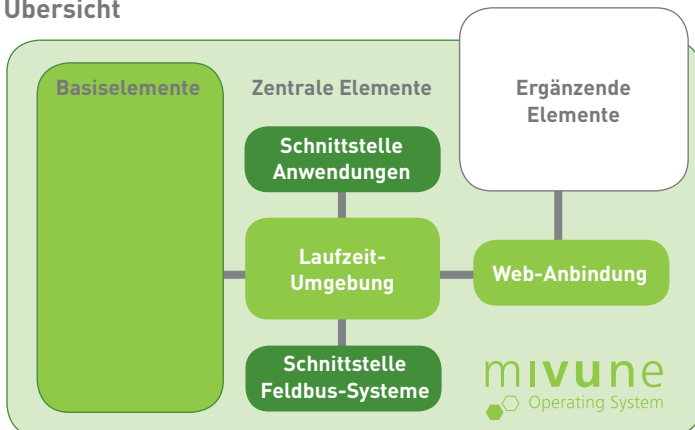 Übersicht
Basiselemente
Zentrale Elemente
Ergänzende
Elemente
Schnittstelle
Anwendungen
Laufzeit-
Umgebung
Web-Anbindung
Schnittstelle
Feldbus-Systeme
mivune
Operating System